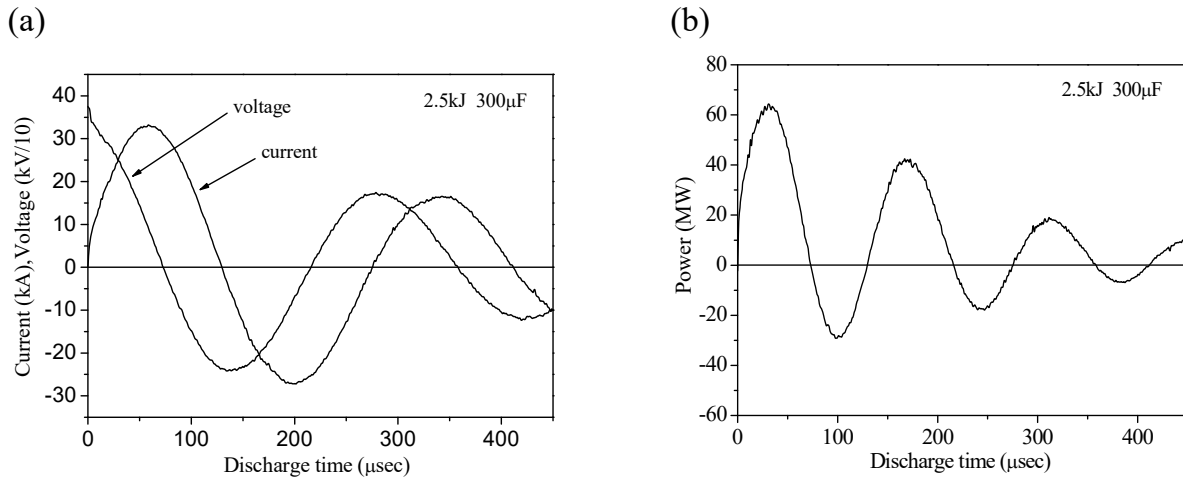 (a)
Current (kA),Voltage (kV/10)
40
30
20
10
0
-10
-20
-30
2.5kJ 300μF
voltage
current
0 100 200 300 400
Discharge time (μsec)
(b)
Power (MW)
80
60
40
20
0
-20
-40
-60
2.5kJ 300μF
0 100 200 300 400
Discharge time (μsec)